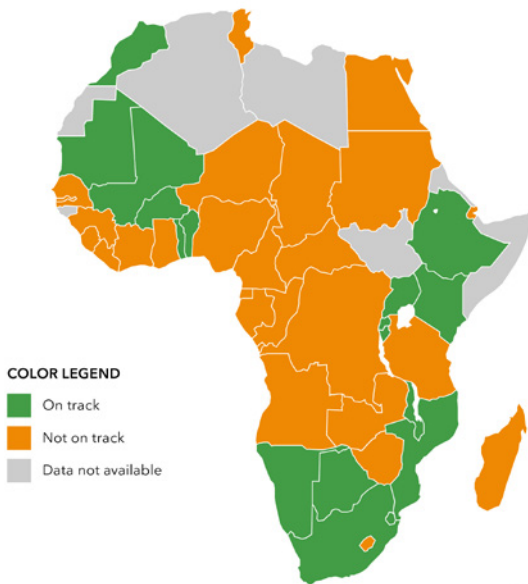 COLOR LEGEND
On track
Not on track
Data not available